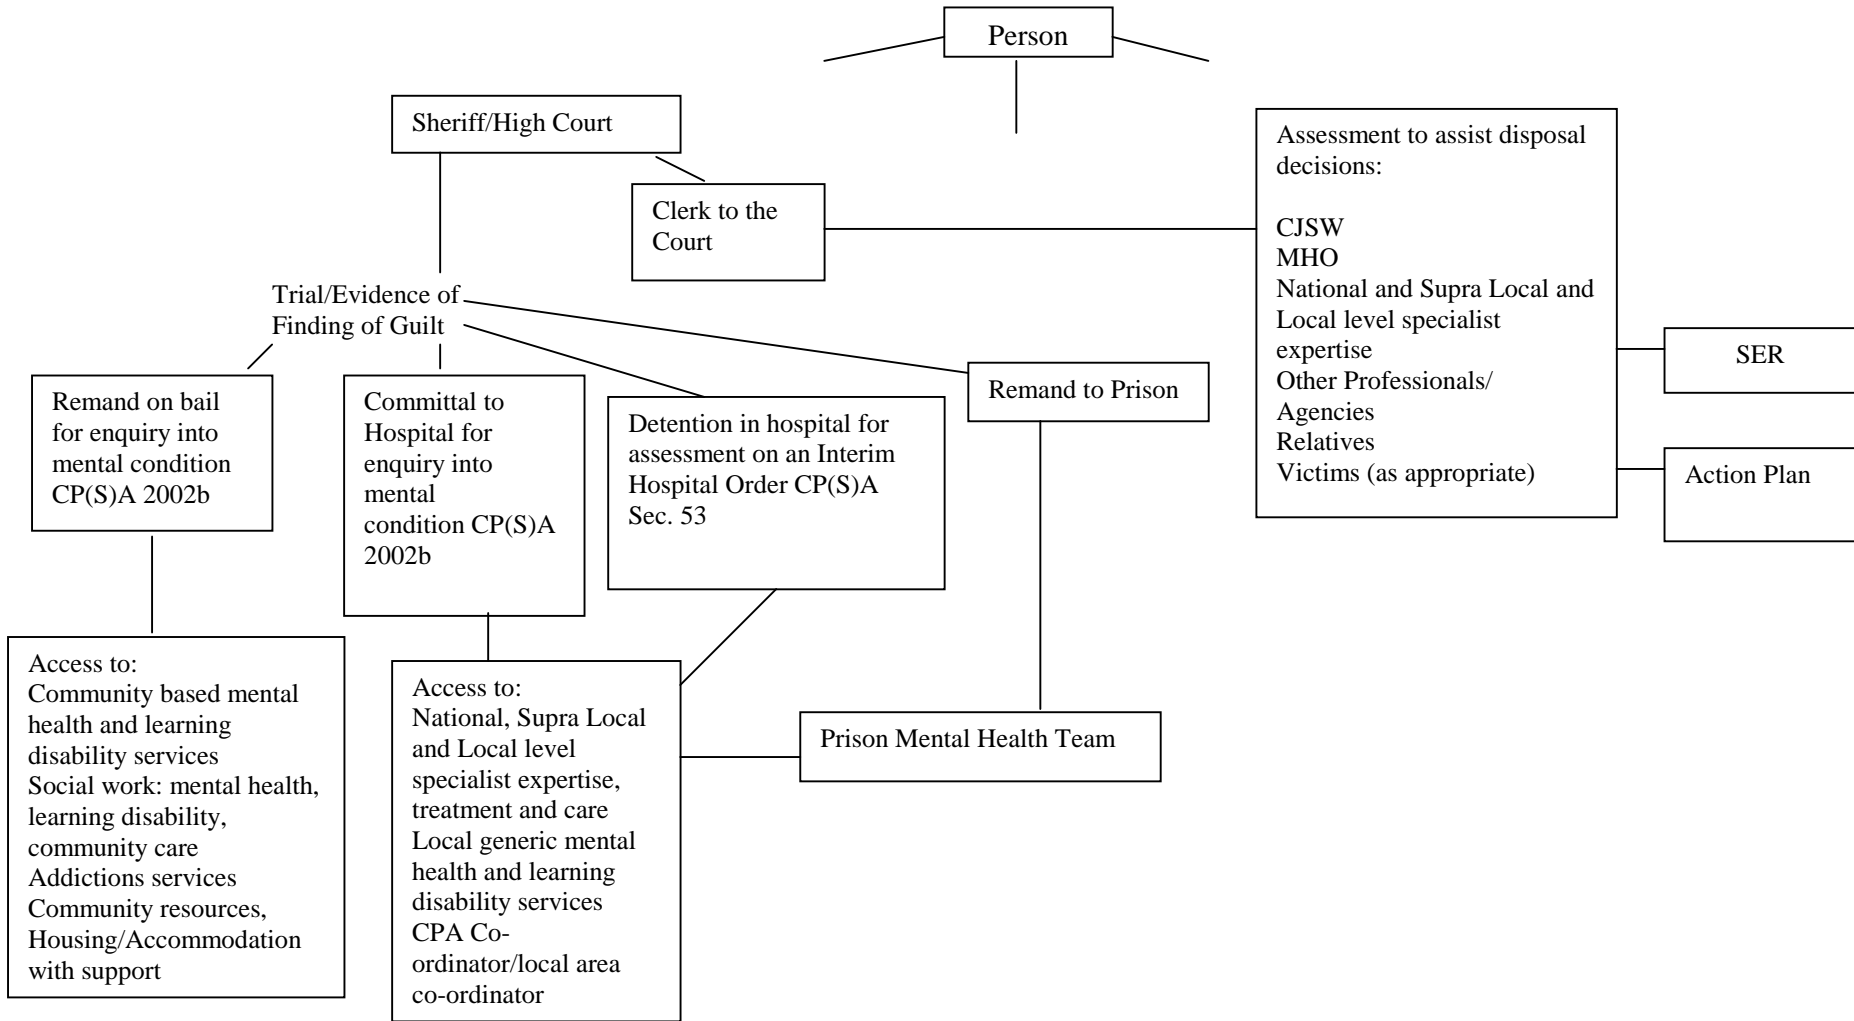 Person
Sheriff/High Court
Clerk to the
Court
Assessment to assist disposal
decisions:
CJSW
MHO
National and Supra Local and
Local level specialist
expertise
Other Professionals/
Agencies
Relatives
Victims (as appropriate)
SER
Action Plan
Trial/Evidence of
Finding of Guilt
Remand on bail
for enquiry into
mental condition
CP(S)A 2002b
Committal to
Hospital for
enquiry into
mental
condition CP(S)A
2002b
Detention in hospital for
assessment on an Interim
Hospital Order CP(S)A
Sec. 53
Remand to Prison
Access to:
Community based mental
health and learning
disability services
Social work: mental health,
learning disability,
community care
Addictions services
Community resources,
Housing/Accommodation
with support
Access to:
National, Supra Local
and Local level
specialist expertise,
treatment and care
Local generic mental
health and learning
disability services
CPA Co-
ordinator/local area
co-ordinator
Prison Mental Health Team